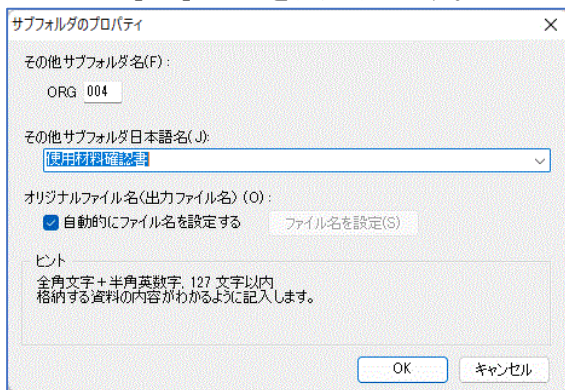 サブフォルダのプロパティ
その他サブフォルダ名(F) :
ORG 004
その他サブフォルダ日本語名(J):
使用材料確認書
オリジナルファイル名(出力ファイル名) (O) :
自動的にファイル名を設定する ファイル名を設定(S)
ヒント
全角文字+半角英数字, 127 文字以内
格納する資料の内容がわかるように記入します。
OK キャンセル